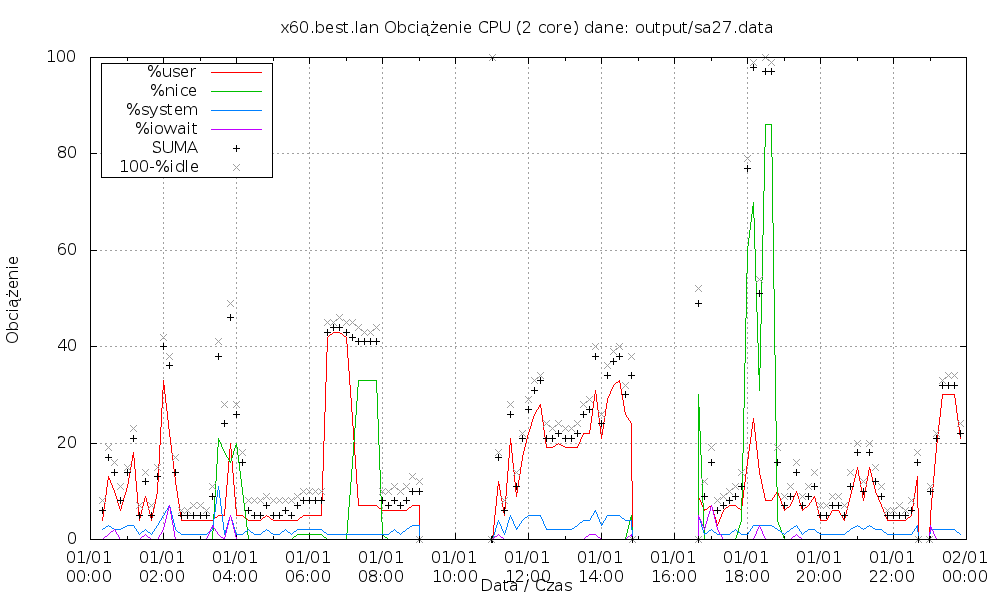 x60.best.lan Obciążenie CPU (2 core) dane: output/sa27.data
100
80
60
40
20
0
Obciążenie
%user
%nice
%system
%iowait
SUMA
100-%idle
01/01 01/01 01/01 01/01 01/01 01/01 01/01 01/01 01/01 01/01 01/01 01/01 01/01
00:00 02:00 04:00 06:00 08:00 10:00 12:00 14:00 16:00 18:00 20:00 22:00 00:00
Data / Czas